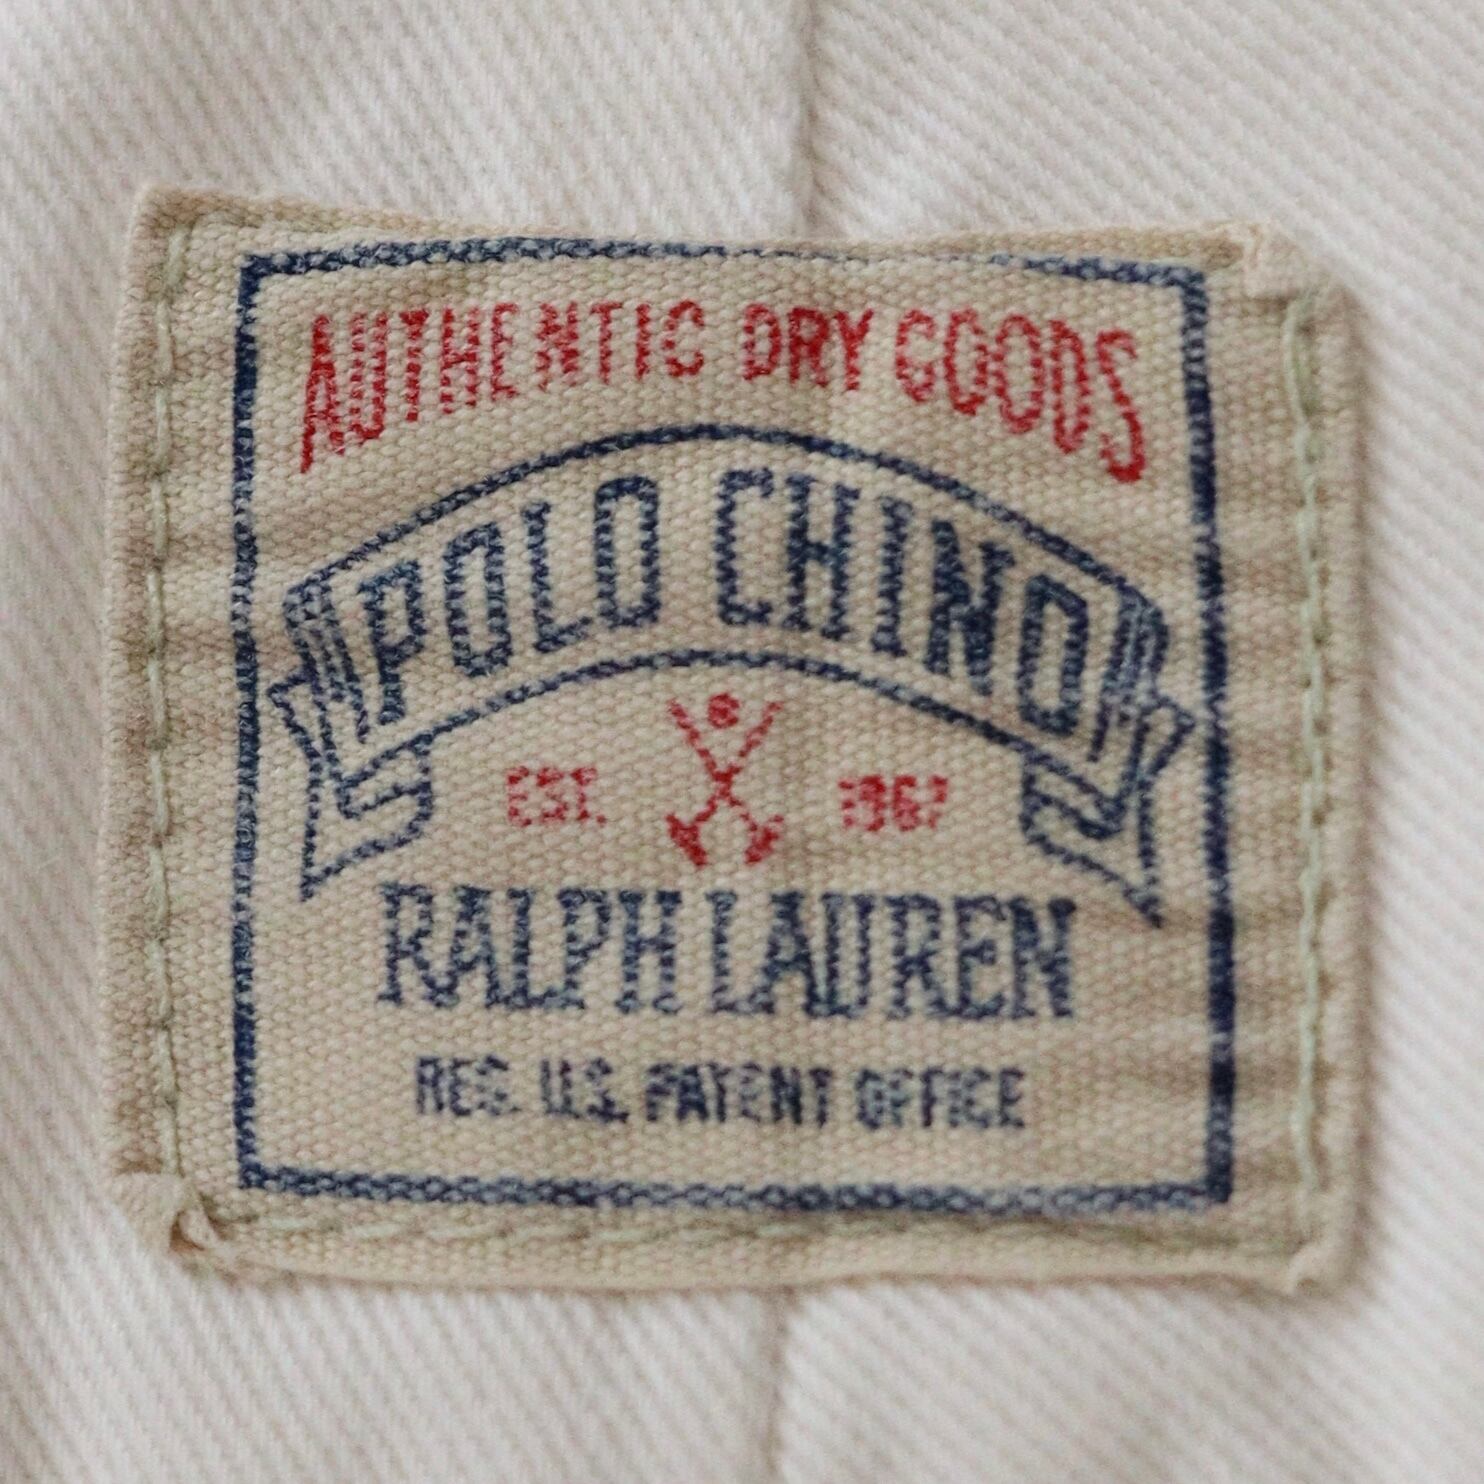 AUTHENTIC DRY GOODS
POLO CHINO
EST. 1967
RALPH LAUREN
REG. U.S. PATENT OFFICE